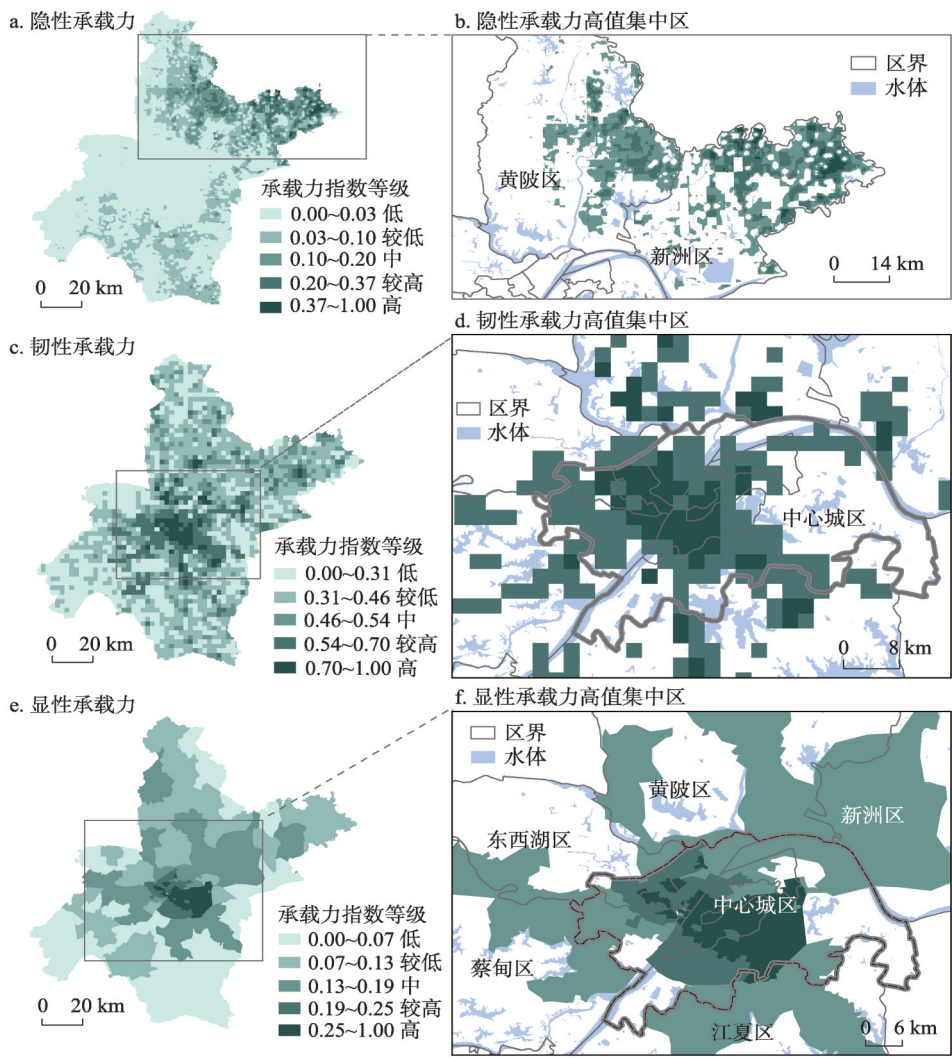 a. 隐性承载力
承载力指数等级
0.00~0.03 低
0.03~0.10 较低
0.10~0.20 中
0.20~0.37 较高
0.37~1.00 高
0 20 km
b. 隐性承载力高值集中区
区界
水体
黄陂区
新洲区
0 14 km
c. 韧性承载力
承载力指数等级
0.00~0.31 低
0.31~0.46 较低
0.46~0.54 中
0.54~0.70 较高
0.70~1.00 高
0 20 km
d. 韧性承载力高值集中区
区界
水体
中心城区
0 8 km
e. 显性承载力
承载力指数等级
0.00~0.07 低
0.07~0.13 较低
0.13~0.19 中
0.19~0.25 较高
0.25~1.00 高
0 20 km
f. 显性承载力高值集中区
区界
水体
黄陂区
新洲区
东西湖区
中心城区
蔡甸区
江夏区
0 6 km